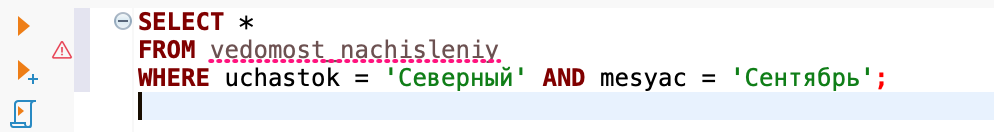 SELECT *
FROM vedomost_nachisleniy
WHERE uchastok = 'Северный' AND mesyac = 'Сентябрь';